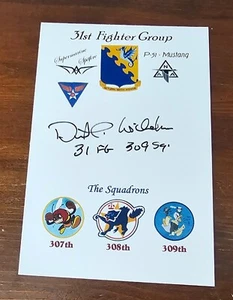 31st Fighter Group
Supermarine
Spitfire
P-51 - Mustang
31 FG 309 Sq.
The Squadrons
307th
308th
309th